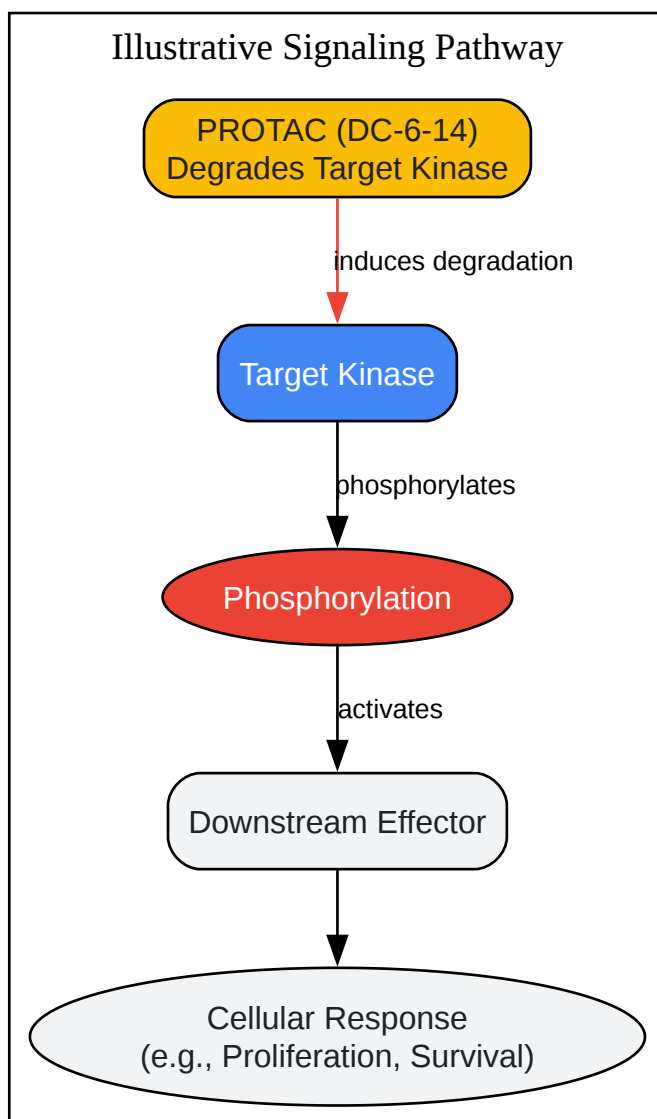 Illustrative Signaling Pathway
PROTAC (DC-6-14)
Degrades Target Kinase
induces degradation
Target Kinase
phosphorylates
Phosphorylation
activates
Downstream Effector
Cellular Response
(e.g., Proliferation, Survival)